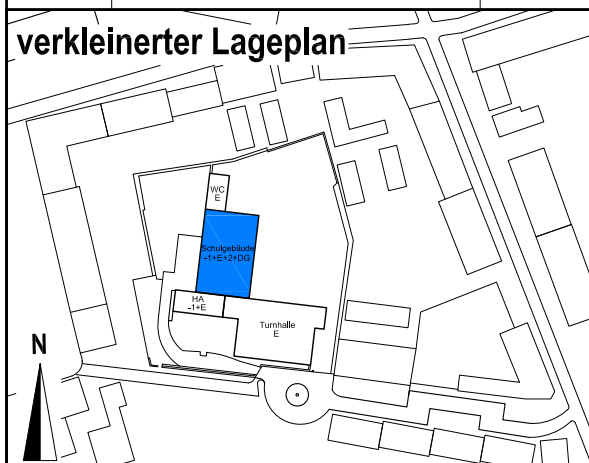 verkleinerter Lageplan
WC
E
Schulgebäude
-1+E+2+DG
HA
-1+E
Turnhalle
E
N